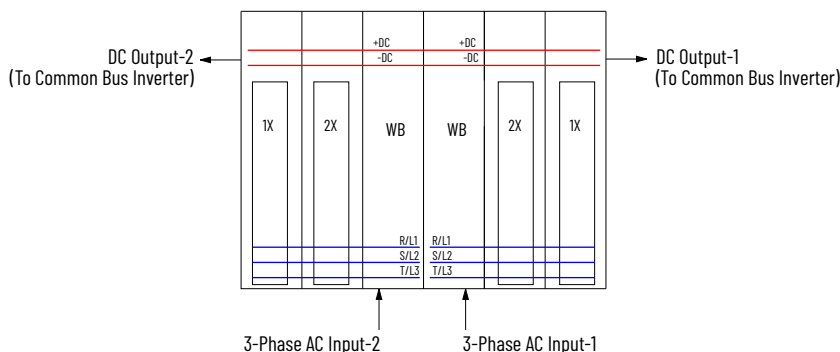 +DC
+DC
-DC
-DC
DC Output-2
(To Common Bus Inverter)
DC Output-1
(To Common Bus Inverter)
1X
2X
WB
WB
2X
1X
R/L1
R/L1
S/L2
S/L2
T/L3
T/L3
3-Phase AC Input-2
3-Phase AC Input-1